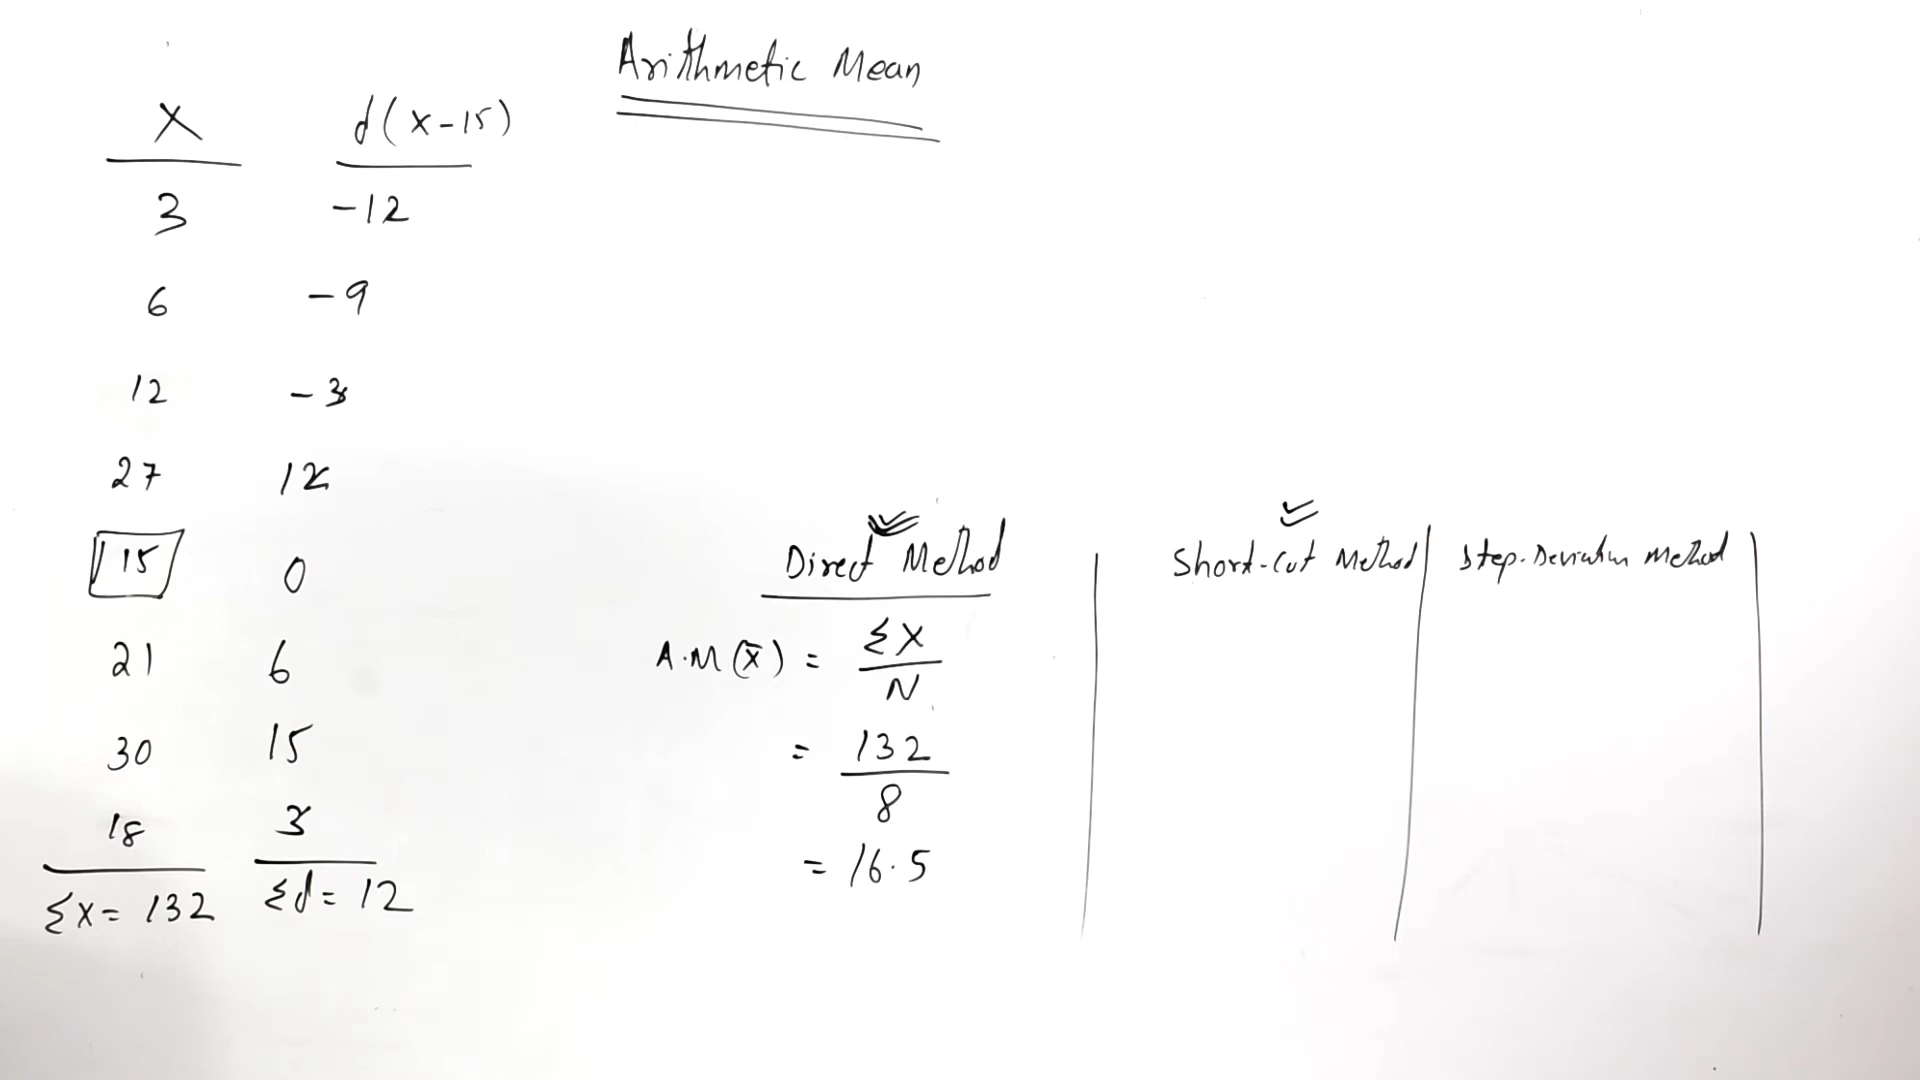 Arithmetic Mean
X d(x-15)
3 -12
6 -9
12 -3
27 12
15 0
21 6
30 15
18 3
Σx= 132 Σd= 12
Direct Method
A.M (x̄) = ΣX
N
= 132
8
= 16.5
Short-cut Method
Step-Deviation Method